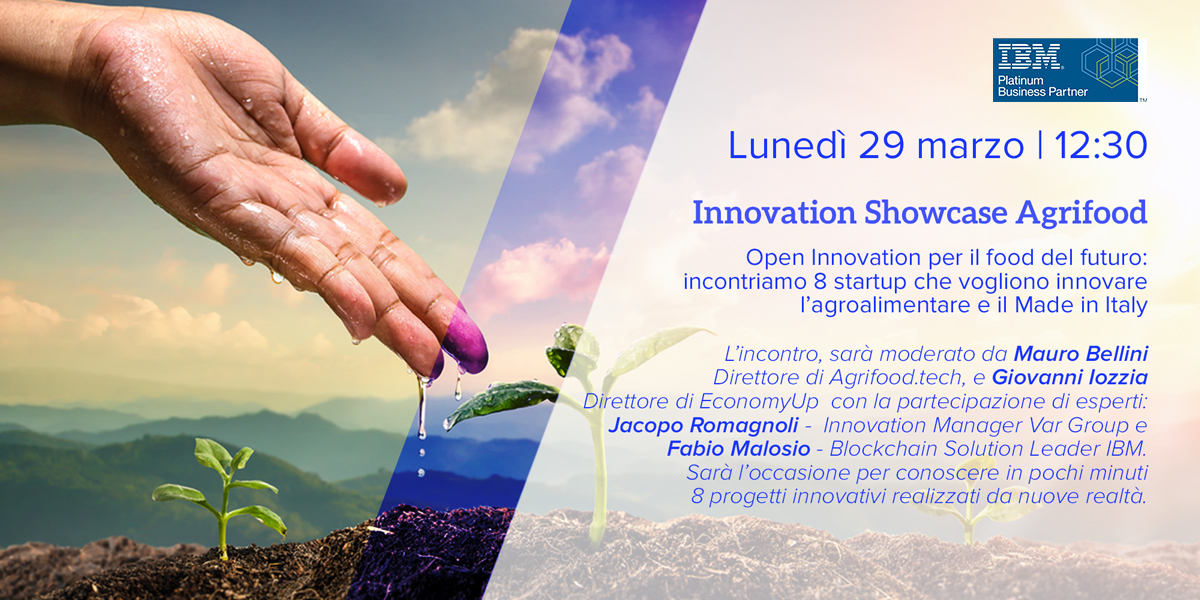 IBM®
Platinum
Business Partner
TM
Lunedì 29 marzo | 12:30
Innovation Showcase Agrifood
Open Innovation per il food del futuro:
incontriamo 8 startup che vogliono innovare
l'agroalimentare e il Made in Italy
L'incontro, sarà moderato da Mauro Bellini
Direttore di Agrifood.tech, e Giovanni Iozzia
Direttore di EconomyUp con la partecipazione di esperti:
Jacopo Romagnoli - Innovation Manager Var Group e
Fabio Malosio - Blockchain Solution Leader IBM.
Sarà l'occasione per conoscere in pochi minuti
8 progetti innovativi realizzati da nuove realtà.